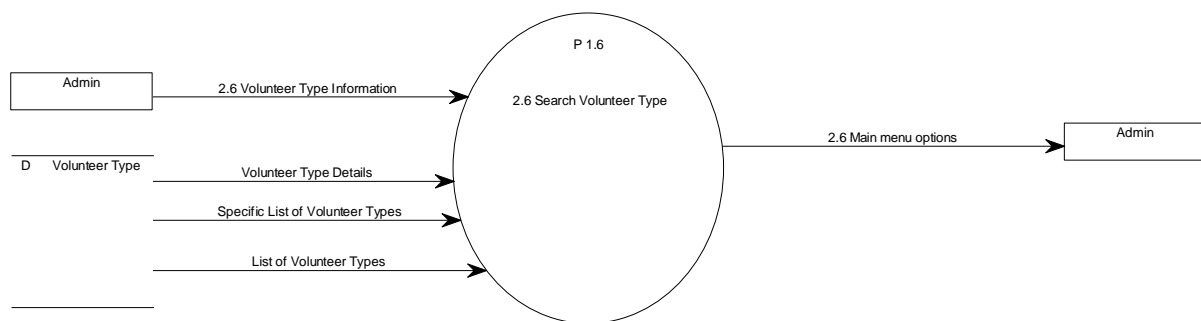 P 1.6
Admin
2.6 Volunteer Type Information
2.6 Search Volunteer Type
2.6 Main menu options
Admin
D Volunteer Type
Volunteer Type Details
Specific List of Volunteer Types
List of Volunteer Types